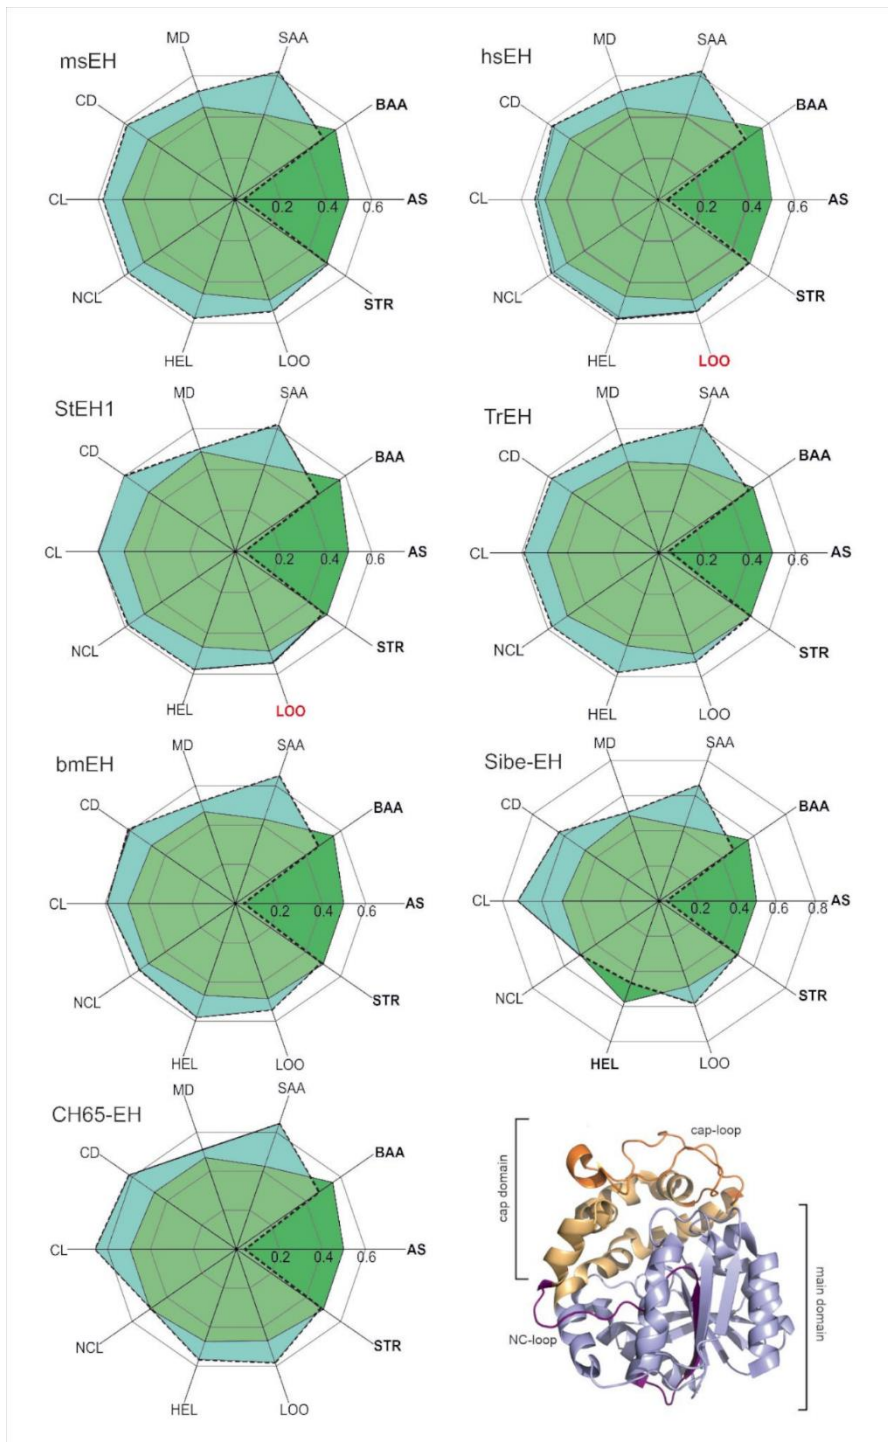 msEH
MD
SAA
CD
BAA
CL
0.2
0.4
0.6
AS
NCL
STR
HEL
LOO
hsEH
MD
SAA
CD
BAA
CL
0.2
0.4
0.6
AS
NCL
STR
HEL
LOO
StEH1
MD
SAA
CD
BAA
CL
0.2
0.4
0.6
AS
NCL
STR
HEL
LOO
TrEH
MD
SAA
CD
BAA
CL
0.2
0.4
0.6
AS
NCL
STR
HEL
LOO
bmEH
MD
SAA
CD
BAA
CL
0.2
0.4
0.6
AS
NCL
STR
HEL
LOO
Sibe-EH
MD
SAA
CD
BAA
CL
0.2
0.4
0.6
0.8
AS
NCL
STR
HEL
LOO
CH65-EH
MD
SAA
CD
BAA
CL
0.2
0.4
0.6
AS
NCL
STR
HEL
LOO
cap-loop
cap domain
main domain
NC-loop